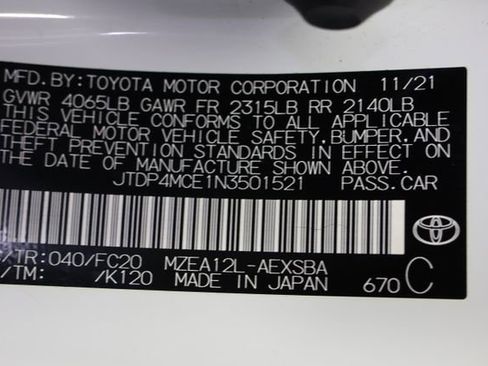 MFD. BY: TOYOTA MOTOR CORPORATION 11/21
GVWR 4065LB GAWR FR 2315LB RR 2140LB
THIS VEHICLE CONFORMS TO ALL APPLICABLE
FEDERAL MOTOR VEHICLE SAFETY, BUMPER, AND
THEFT PREVENTION STANDARDS IN EFFECT ON
THE DATE OF MANUFACTURE SHOWN ABOVE.
JTDP4MCE1N3501521 PASS. CAR
/TR: 040/FC20 MZEA12L-AEXSBA
/TM: /K120 MADE IN JAPAN 670 C